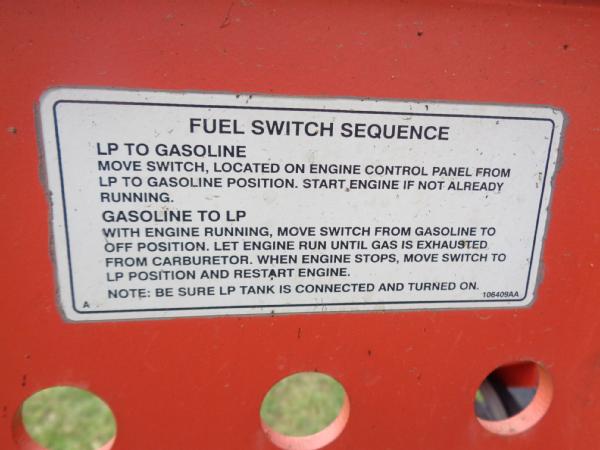 FUEL SWITCH SEQUENCE
LP TO GASOLINE
MOVE SWITCH, LOCATED ON ENGINE CONTROL PANEL FROM
LP TO GASOLINE POSITION. START ENGINE IF NOT ALREADY
RUNNING.
GASOLINE TO LP
WITH ENGINE RUNNING, MOVE SWITCH FROM GASOLINE TO
OFF POSITION. LET ENGINE RUN UNTIL GAS IS EXHAUSTED
FROM CARBURETOR. WHEN ENGINE STOPS, MOVE SWITCH TO
LP POSITION AND RESTART ENGINE.
NOTE: BE SURE LP TANK IS CONNECTED AND TURNED ON.
A 106409AA